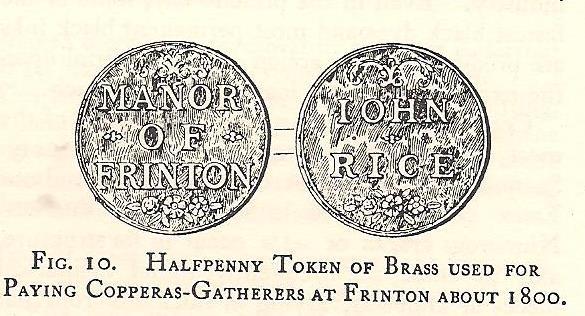 MANOR
OF
FRINTON
IOHN
RICE
FIG. 10. HALFPENNY TOKEN OF BRASS USED FOR
PAYING COPPERAS-GATHERERS AT FRINTON ABOUT 1800.